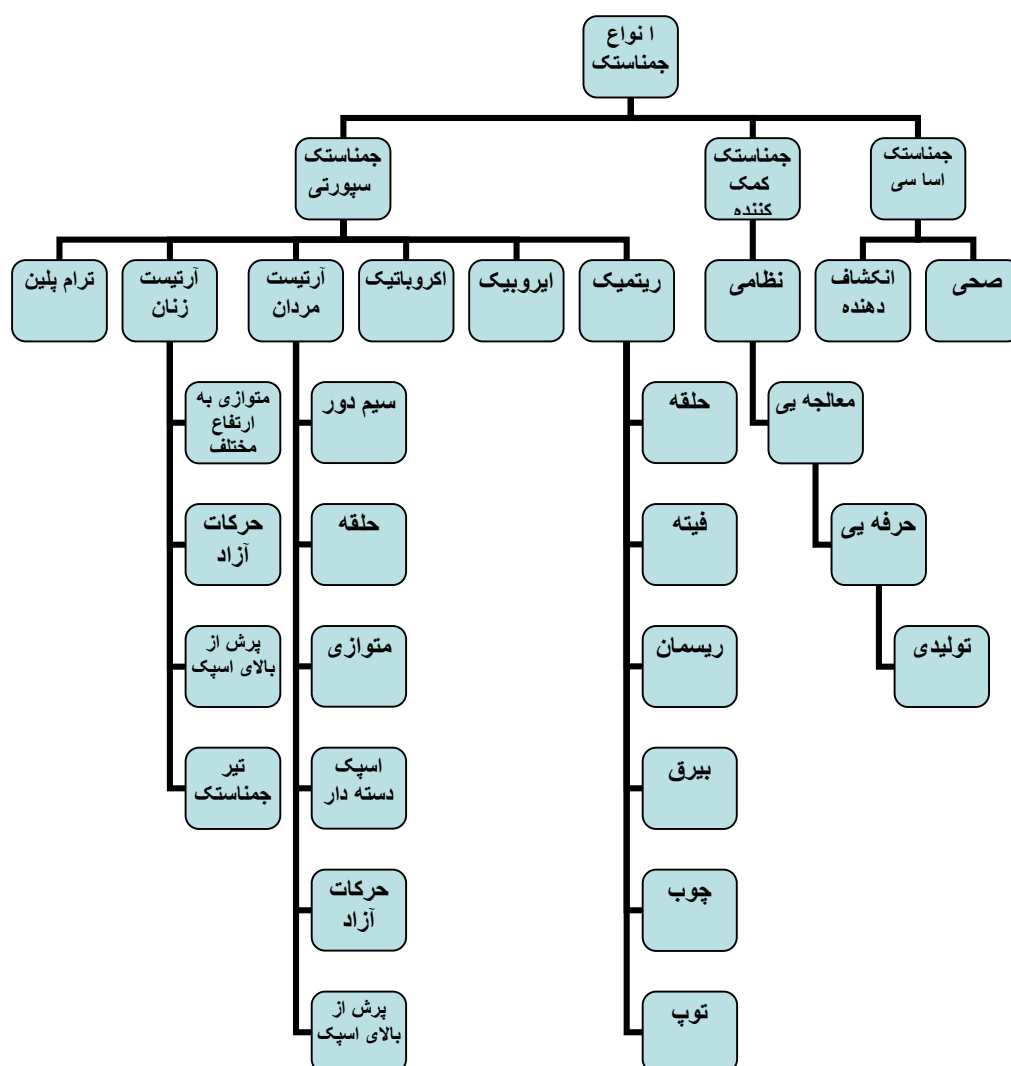 ا نواع
جمناستک
جمناستک
اسا سی
جمناستک
کمک
کننده
جمناستک
سپورتی
صحی
انکشاف
دهنده
نظامی
ریتمیک
ایروبیک
اکروباتیک
آرتیست
مردان
آرتیست
زنان
ترام پلین
معالجه یی
حرفه یی
تولیدی
حلقه
فیته
ریسمان
بیرق
چوب
توپ
سیم دور
حلقه
متوازی
اسپک
دسته دار
حرکات
آزاد
پرش از
بالای اسپک
متوازی به
ارتفاع
مختلف
حرکات
آزاد
پرش از
بالای اسپک
تیر
جمناستک